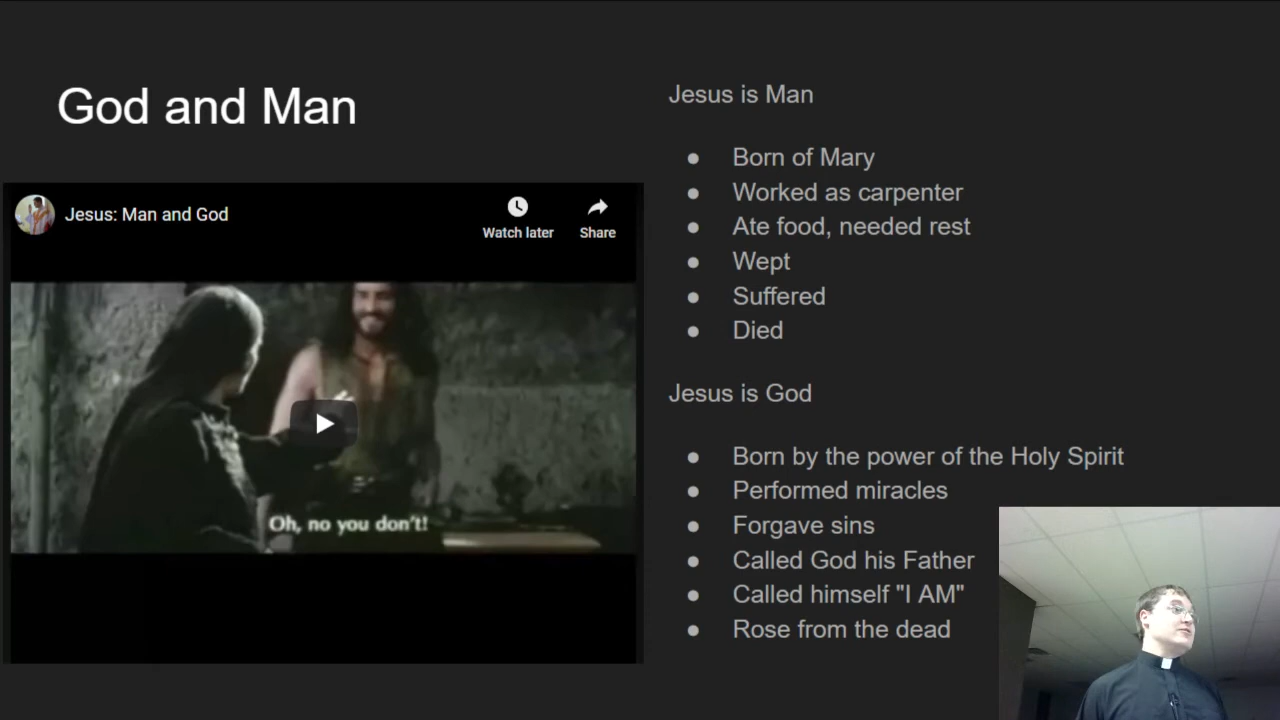 God and Man
Jesus: Man and God
Watch later
Share
Oh, no you don't!
Jesus is Man
● Born of Mary
● Worked as carpenter
● Ate food, needed rest
● Wept
● Suffered
● Died
Jesus is God
● Born by the power of the Holy Spirit
● Performed miracles
● Forgave sins
● Called God his Father
● Called himself "I AM"
● Rose from the dead